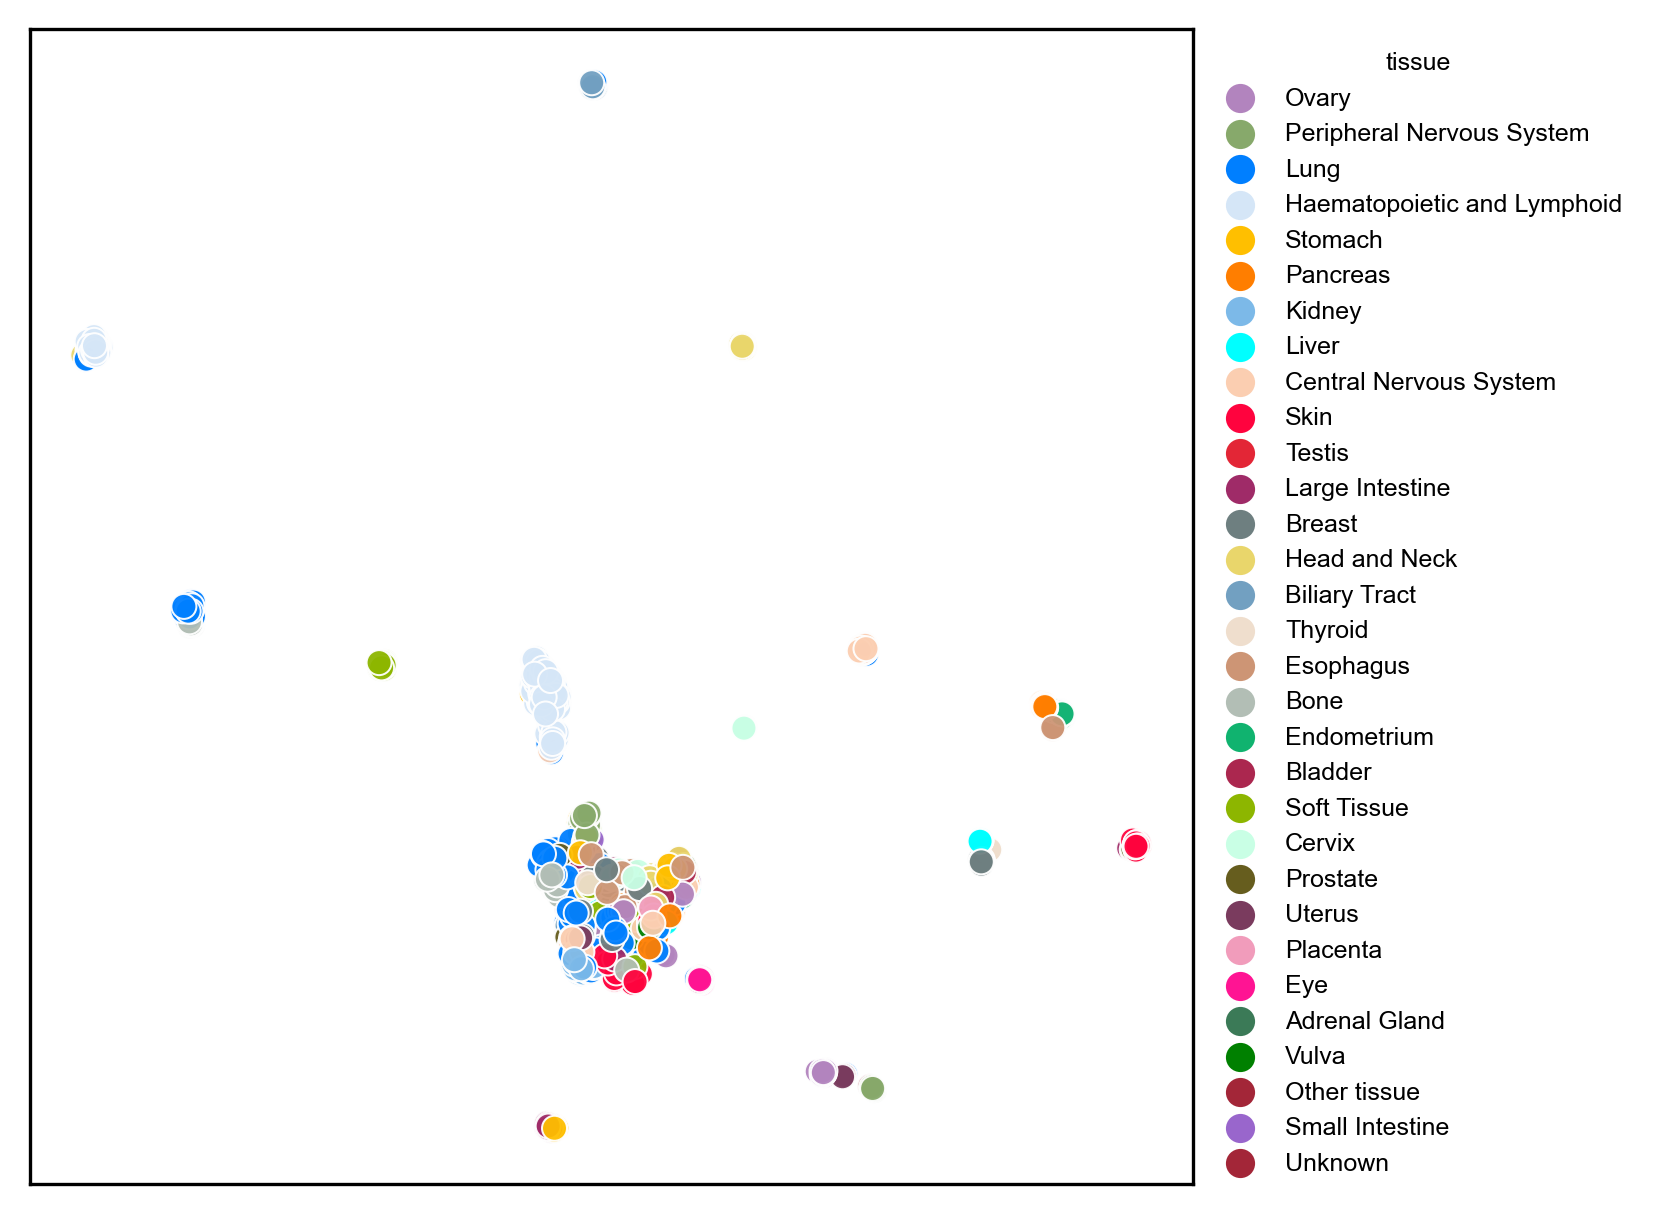 tissue
Ovary
Peripheral Nervous System
Lung
Haematopoietic and Lymphoid
Stomach
Pancreas
Kidney
Liver
Central Nervous System
Skin
Testis
Large Intestine
Breast
Head and Neck
Biliary Tract
Thyroid
Esophagus
Bone
Endometrium
Bladder
Soft Tissue
Cervix
Prostate
Uterus
Placenta
Eye
Adrenal Gland
Vulva
Other tissue
Small Intestine
Unknown